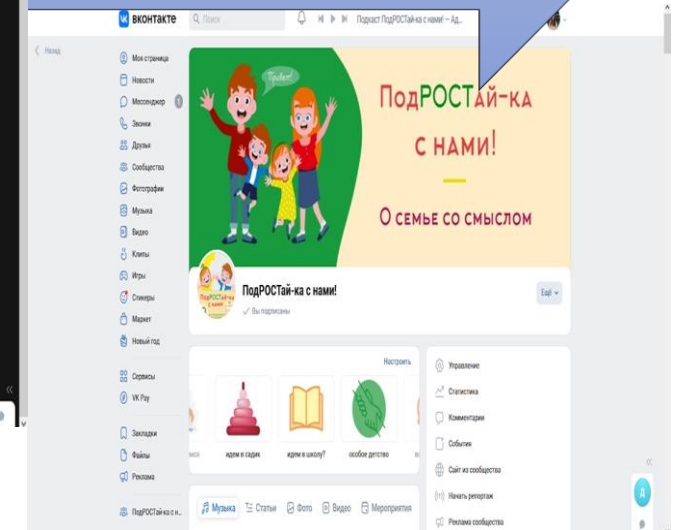 вконтакте
Поиск
Подкаст ПодРОСТай-ка с нами! – Ад...
Назад
Моя страница
Новости
Мессенджер 1
Звонки
Друзья
Сообщества
Фотографии
Музыка
Видео
Клипы
Игры
Стикеры
Маркет
Новый год
Сервисы
VK Pay
Закладки
Файлы
Реклама
ПодРОСТай-ка с н...
Привет!
ПодРОСТай-ка
с нами!
О семье со смыслом
ПодРОСТай-ка с нами!
Вы подписаны
Ещё
Настроить
идем в садик
идем в школу?
особое детство
Музыка
Статьи
Фото
Видео
Мероприятия
Управление
Статистика
Комментарии
События
Сайт из сообщества
Начать репортаж
Реклама сообщества